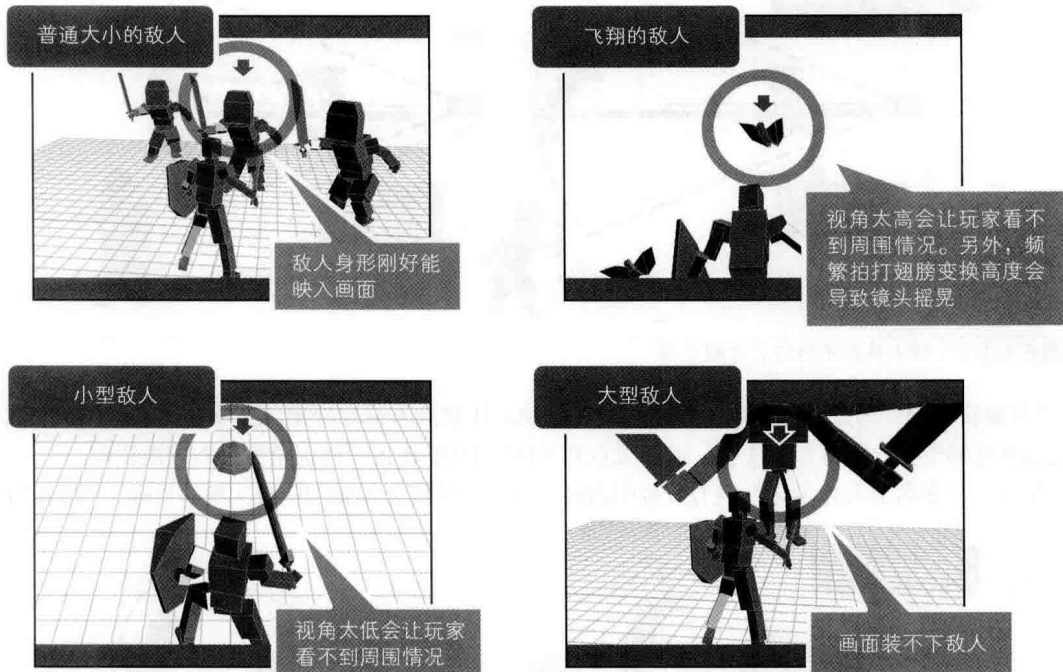 普通大小的敌人
敌人身形刚好能
映入画面
飞翔的敌人
视角太高会让玩家看不
到周围情况。另外，频
繁拍打翅膀变换高度会
导致镜头摇晃
小型敌人
视角太低会让玩家
看不到周围情况
大型敌人
画面装不下敌人